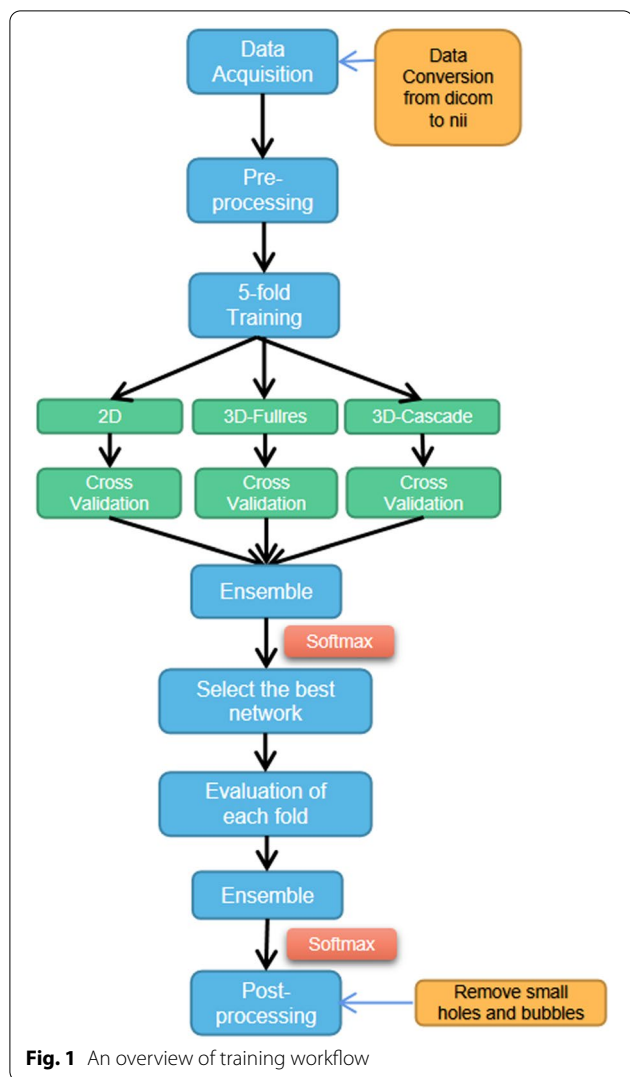 Data
Acquisition
Data
Conversion
from dicom
to nii
Pre-
processing
5-fold
Training
2D
3D-Fullres
3D-Cascade
Cross
Validation
Cross
Validation
Cross
Validation
Ensemble
Softmax
Select the best
network
Evaluation of
each fold
Ensemble
Softmax
Post-
processing
Remove small
holes and bubbles
Fig. 1 An overview of training workflow